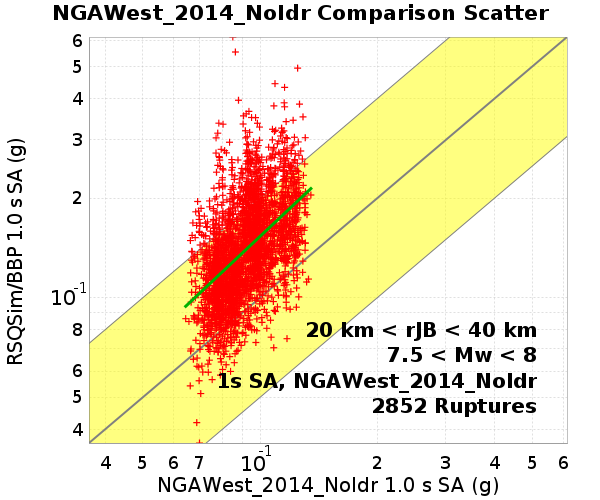 NGAWest_2014_NoIdr Comparison Scatter
RSQSim/BBP 1.0 s SA (g)
6
5
4
3
2
10-1
8
6
5
4
20 km < rJB < 40 km
7.5 < Mw < 8
1s SA, NGAWest_2014_NoIdr
2852 Ruptures
4 5 6 7 10-1 2 3 4 5 6
NGAWest_2014_NoIdr 1.0 s SA (g)